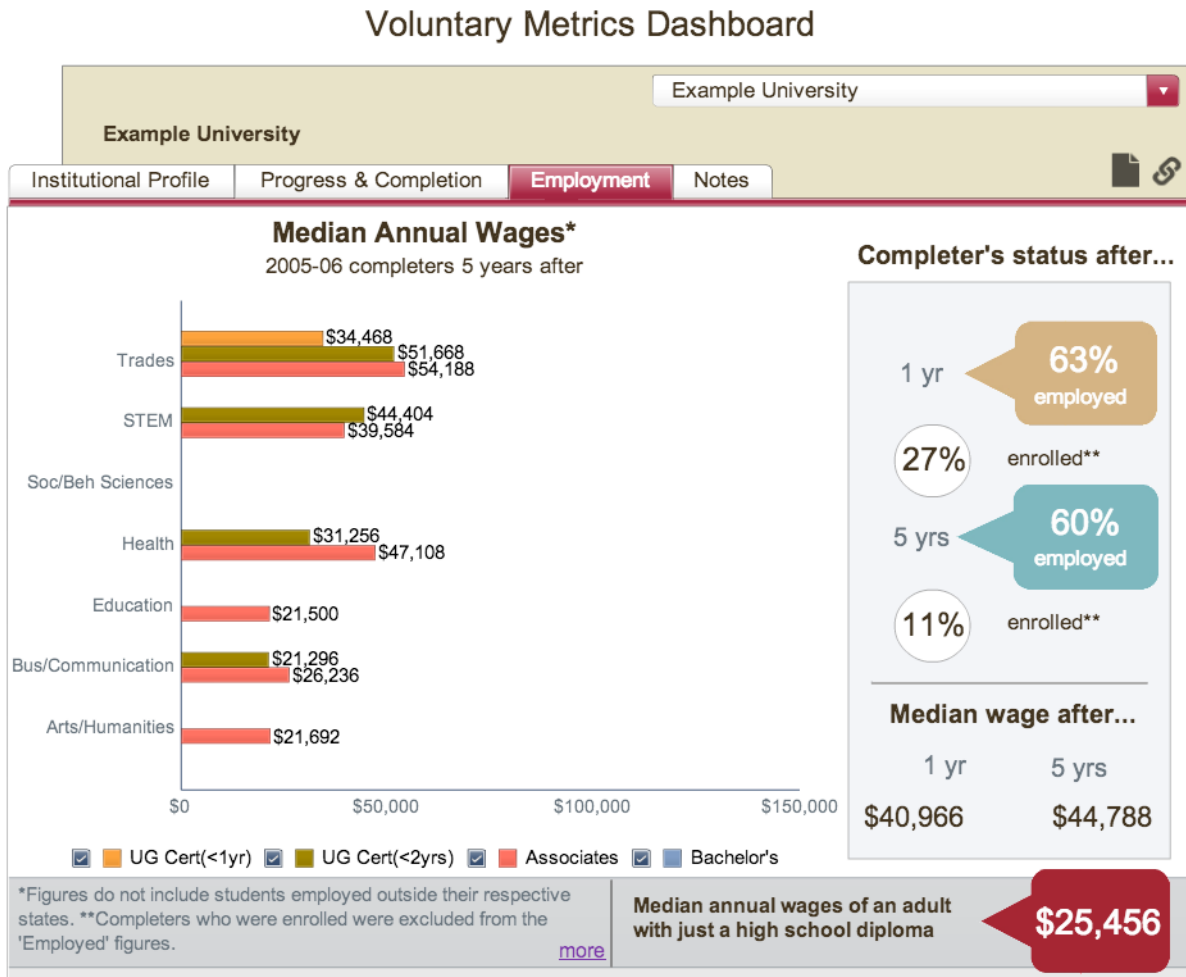 Voluntary Metrics Dashboard
Example University
Example University
Institutional Profile
Progress & Completion
Employment
Notes
Median Annual Wages*
2005-06 completers 5 years after
Trades
$34,468
$51,668
$54,188
STEM
$44,404
$39,584
Soc/Beh Sciences
Health
$31,256
$47,108
Education
$21,500
Bus/Communication
$21,296
$26,236
Arts/Humanities
$21,692
$0
$50,000
$100,000
$150,000
UG Cert(<1yr)
UG Cert(<2yrs)
Associates
Bachelor's
Completer's status after...
1 yr
63%
employed
27%
enrolled**
5 yrs
60%
employed
11%
enrolled**
Median wage after...
1 yr
5 yrs
$40,966
$44,788
*Figures do not include students employed outside their respective
states. **Completers who were enrolled were excluded from the
'Employed' figures.
more
Median annual wages of an adult
with just a high school diploma
$25,456